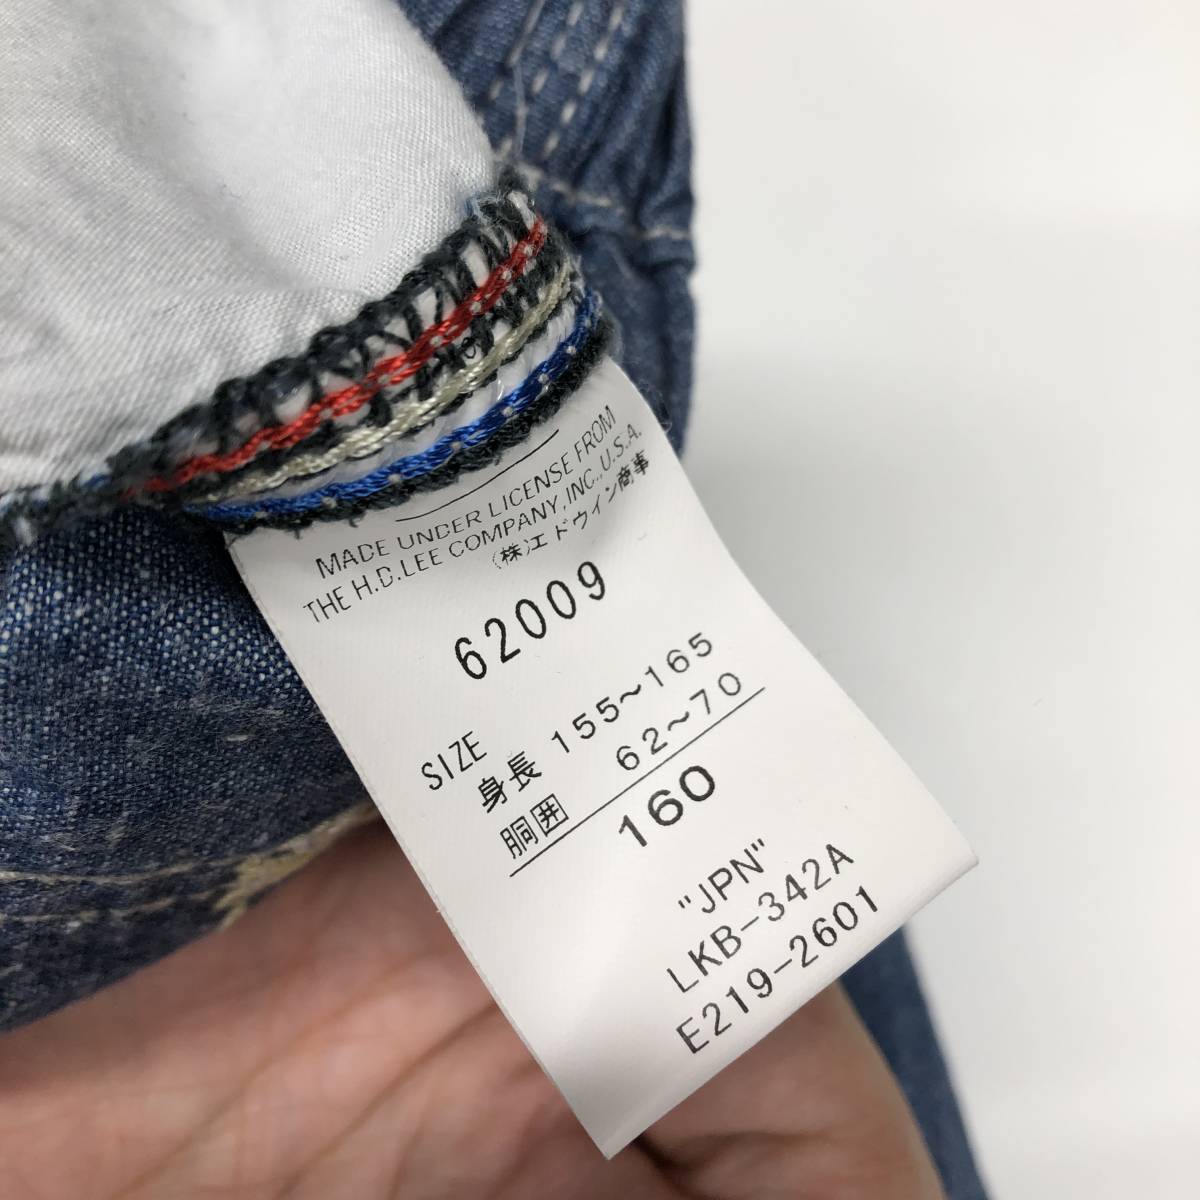 MADE UNDER LICENSE FROM
THE H.D.LEE COMPANY,INC.,U.S.A.
(株)エドウイン商事
62009
SIZE
身長 155~165
胴囲 62~70
160
"JPN"
LKB-342A
E219-2601